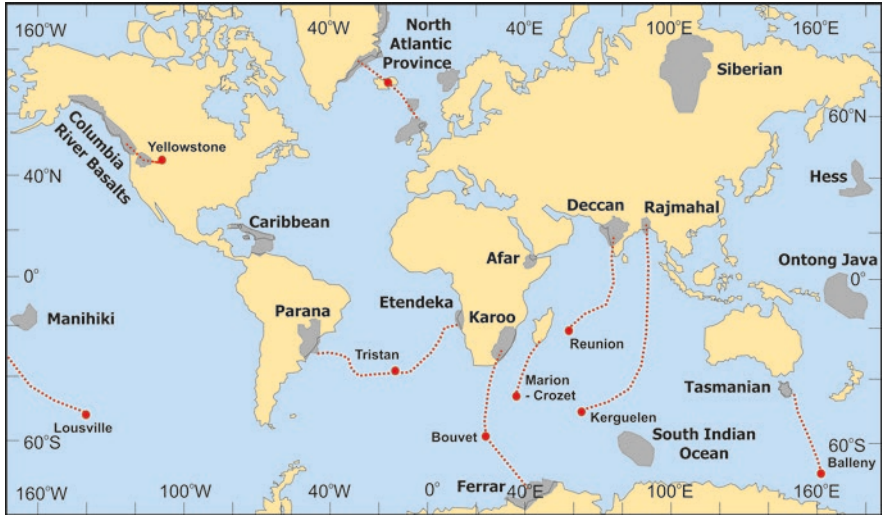 160°W
40°W
North
Atlantic
Province
40°E
100°E
160°E
Siberian
60°N
Columbia
River Basalts
Yellowstone
40°N
Hess
Caribbean
Deccan
Rajmahal
Afar
Ontong Java
0°
0°
Manihiki
Parana
Etendeka
Karoo
Tristan
Reunion
Marion
- Crozet
Tasmanian
Lousville
Kerguelen
60°S
Bouvet
South Indian
Ocean
60°S
Balleny
Ferrar
160°W
100°W
40°W
0°
40°E
100°E
160°E